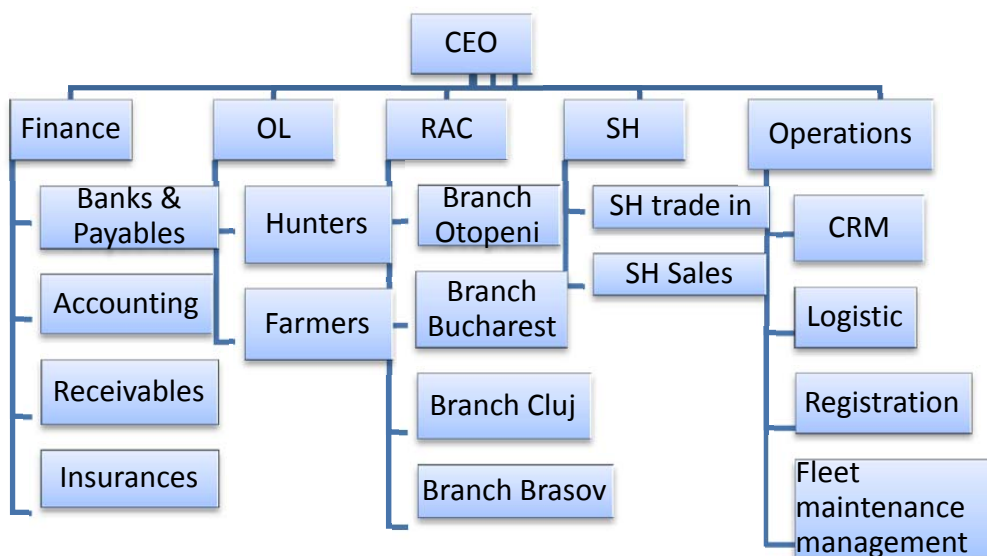 CEO
Finance
OL
RAC
SH
Operations
Banks &
Payables
Accounting
Receivables
Insurances
Hunters
Farmers
Branch
Otopeni
Branch
Bucharest
Branch Cluj
Branch Brasov
SH trade in
SH Sales
CRM
Logistic
Registration
Fleet
maintenance
management